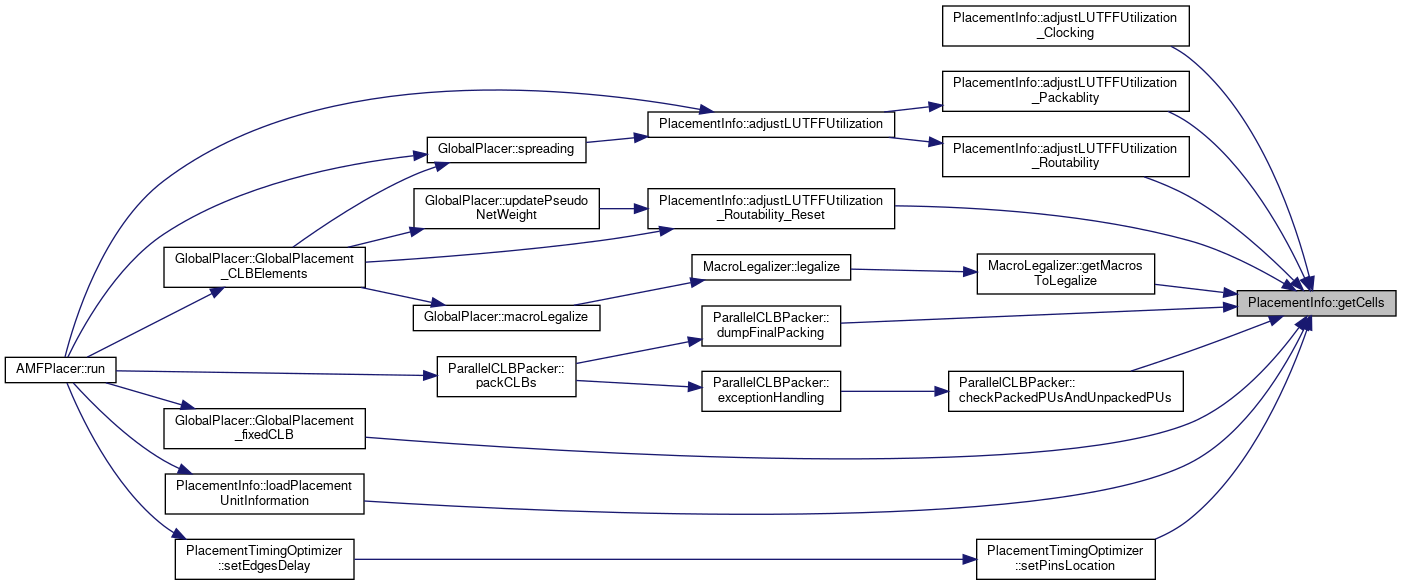 PlacementInfo::adjustLUTFFUtilization
_Clocking
PlacementInfo::adjustLUTFFUtilization
_Packablity
PlacementInfo::adjustLUTFFUtilization
GlobalPlacer::spreading
PlacementInfo::adjustLUTFFUtilization
_Routability
GlobalPlacer::updatePseudo
NetWeight
PlacementInfo::adjustLUTFFUtilization
_Routability_Reset
GlobalPlacer::GlobalPlacement
_CLBElements
MacroLegalizer::legalize
MacroLegalizer::getMacros
ToLegalize
PlacementInfo::getCells
GlobalPlacer::macroLegalize
ParallelCLBPacker::
dumpFinalPacking
AMFPlacer::run
ParallelCLBPacker::
packCLBs
ParallelCLBPacker::
exceptionHandling
ParallelCLBPacker::
checkPackedPUsAndUnpackedPUs
GlobalPlacer::GlobalPlacement
_fixedCLB
PlacementInfo::loadPlacement
UnitInformation
PlacementTimingOptimizer
::setEdgesDelay
PlacementTimingOptimizer
::setPinsLocation